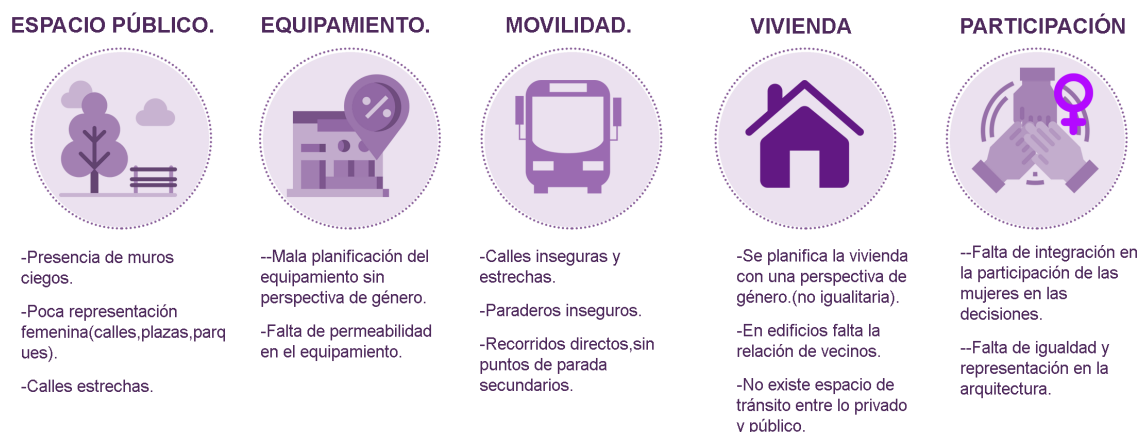 ESPACIO PÚBLICO.
-Presencia de muros
ciegos.
-Poca representación
femenina(calles,plazas,parq
ues).
-Calles estrechas.
EQUIPAMIENTO.
%
--Mala planificación del
equipamiento sin
perspectiva de género.
-Falta de permeabilidad
en el equipamiento.
MOVILIDAD.
-Calles inseguras y
estrechas.
-Paraderos inseguros.
-Recorridos directos,sin
puntos de parada
secundarios.
VIVIENDA
-Se planifica la vivienda
con una perspectiva de
género.(no igualitaria).
-En edificios falta la
relación de vecinos.
-No existe espacio de
tránsito entre lo privado
y público.
PARTICIPACIÓN
--Falta de integración en
la participación de las
mujeres en las
decisiones.
--Falta de igualdad y
representación en la
arquitectura.